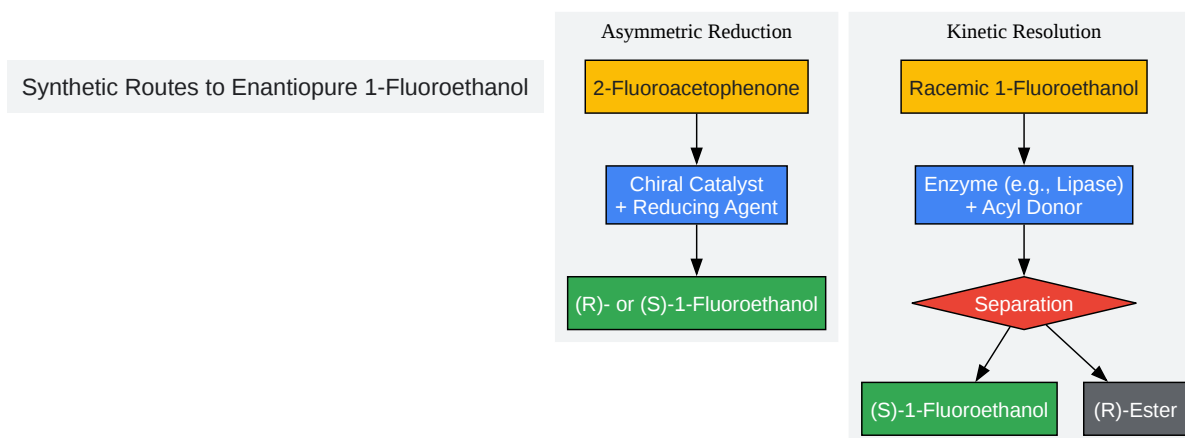 Synthetic Routes to Enantiopure 1-Fluoroethanol
Asymmetric Reduction
2-Fluoroacetophenone
Chiral Catalyst
+ Reducing Agent
(R)- or (S)-1-Fluoroethanol
Kinetic Resolution
Racemic 1-Fluoroethanol
Enzyme (e.g., Lipase)
+ Acyl Donor
Separation
(S)-1-Fluoroethanol
(R)-Ester